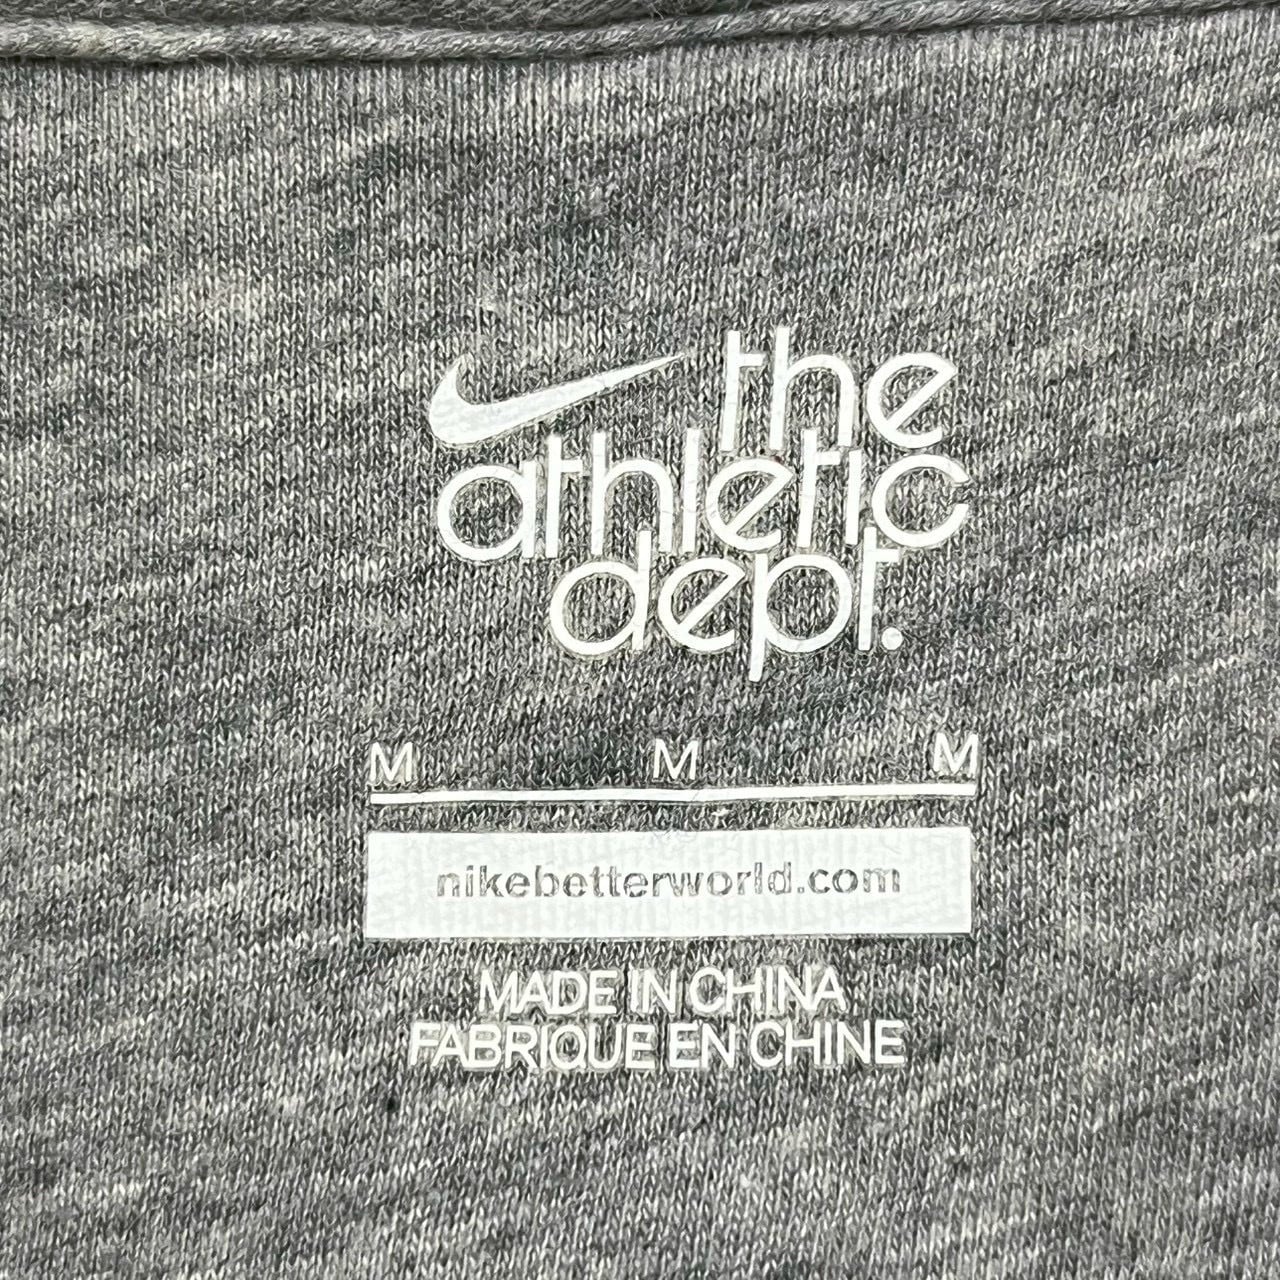 the
athletic
dept.
M M M
nikebetterworld.com
MADE IN CHINA
FABRIQUE EN CHINE